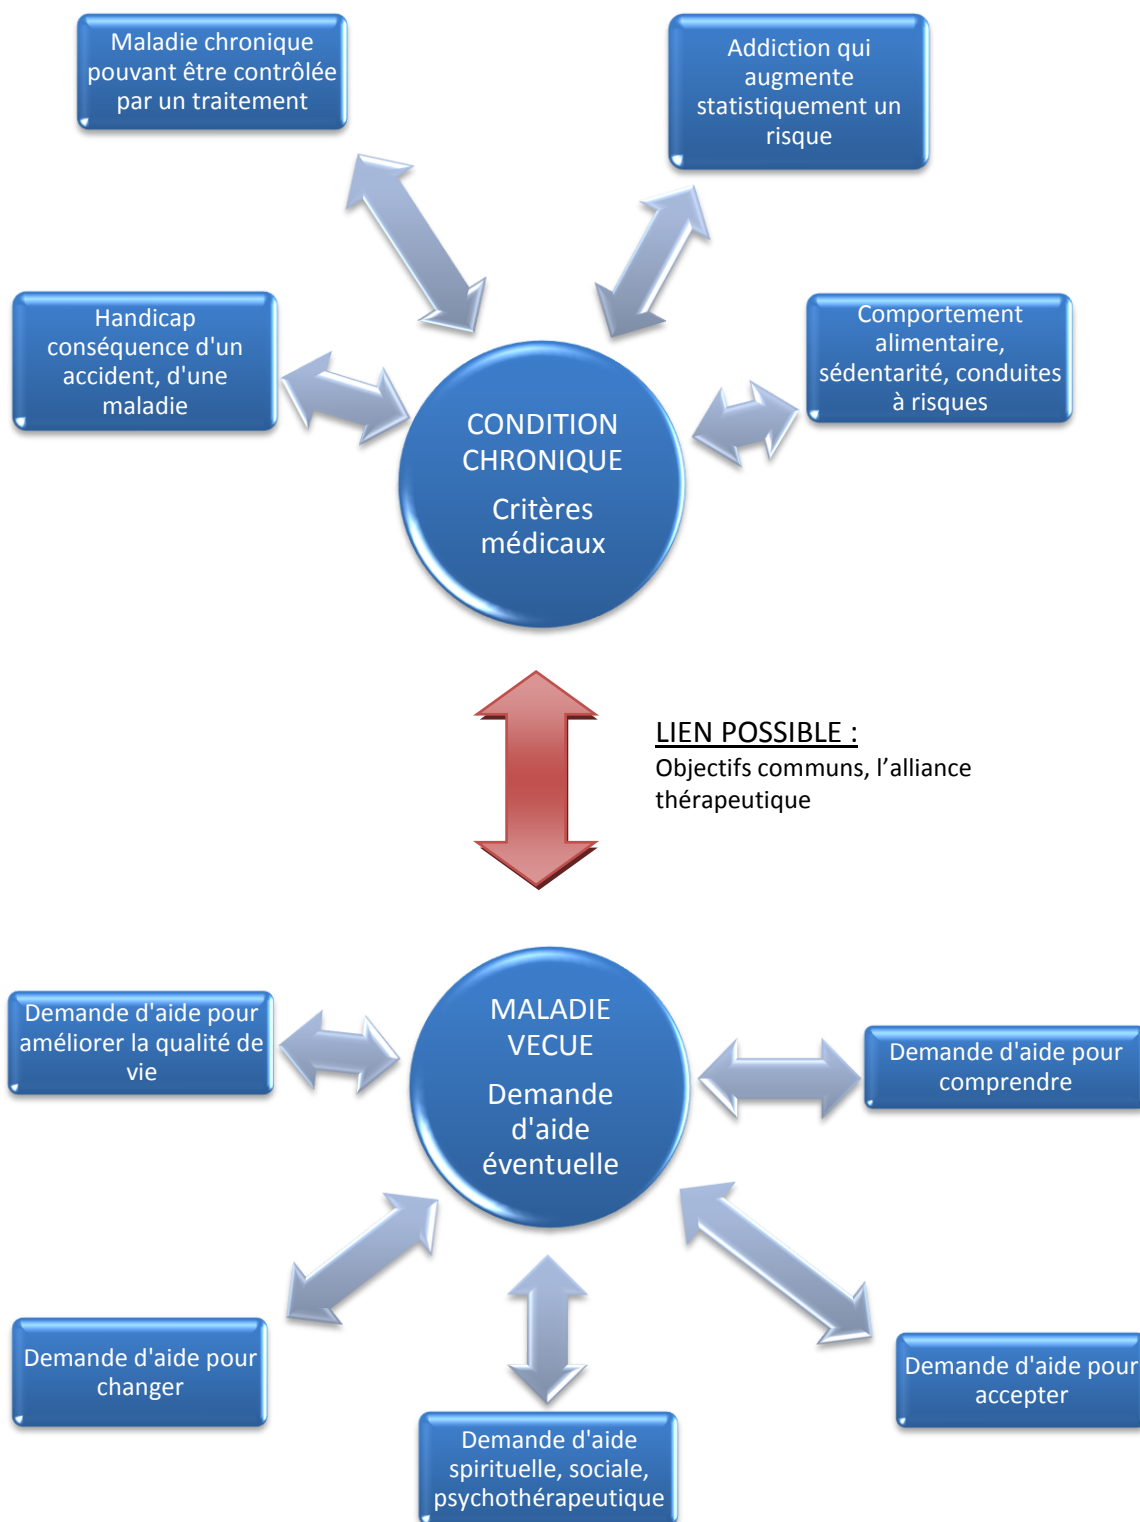 Maladie chronique
pouvant être contrôlée
par un traitement
Addiction qui
augmente
statistiquement un
risque
Handicap
conséquence d'un
accident, d'une
maladie
Comportement
alimentaire,
sédentarité, conduites
à risques
CONDITION
CHRONIQUE
Critères
médicaux
LIEN POSSIBLE :
Objectifs communs, l’alliance
thérapeutique
MALADIE
VECUE
Demande
d'aide
éventuelle
Demande d'aide pour
améliorer la qualité de
vie
Demande d'aide pour
comprendre
Demande d'aide pour
changer
Demande d'aide pour
accepter
Demande d'aide
spirituelle, sociale,
psychothérapeutique